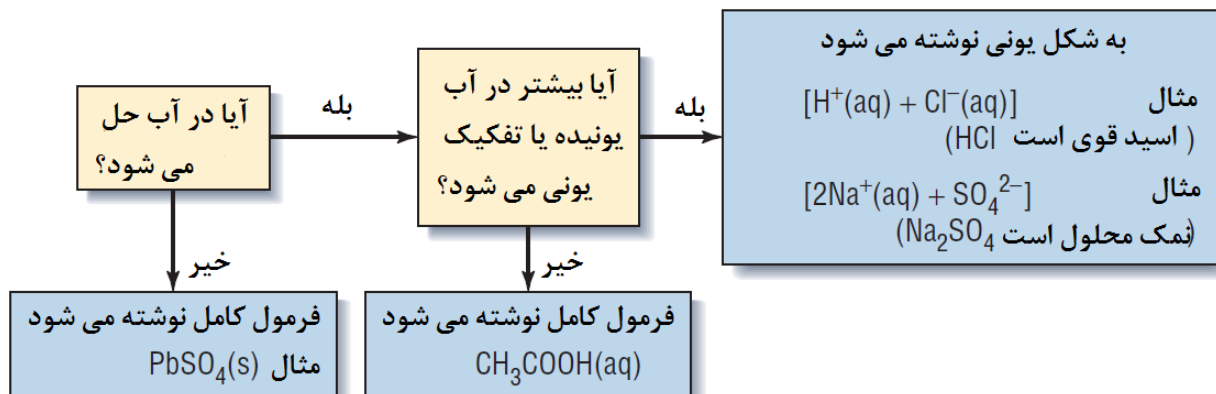 آیا در آب حل
می شود؟
بله
خیر
فرمول کامل نوشته می شود
مثال PbSO₄(s)
آیا بیشتر در آب
یونیده یا تفکیک
یونی می شود؟
بله
خیر
فرمول کامل نوشته می شود
CH₃COOH(aq)
به شکل یونی نوشته می شود
مثال [H⁺(aq) + Cl⁻(aq)]
(HCl اسید قوی است)
مثال [2Na⁺(aq) + SO₄²⁻]
(Na₂SO₄ نمک محلول است)